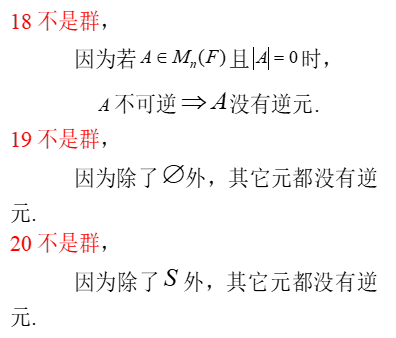 18 不是群，
因为若 A ∈ Mₙ(F) 且 |A| = 0 时，
A 不可逆 ⇒ A 没有逆元.
19 不是群，
因为除了 ∅ 外，其它元都没有逆
元.
20 不是群，
因为除了 S 外，其它元都没有逆
元.